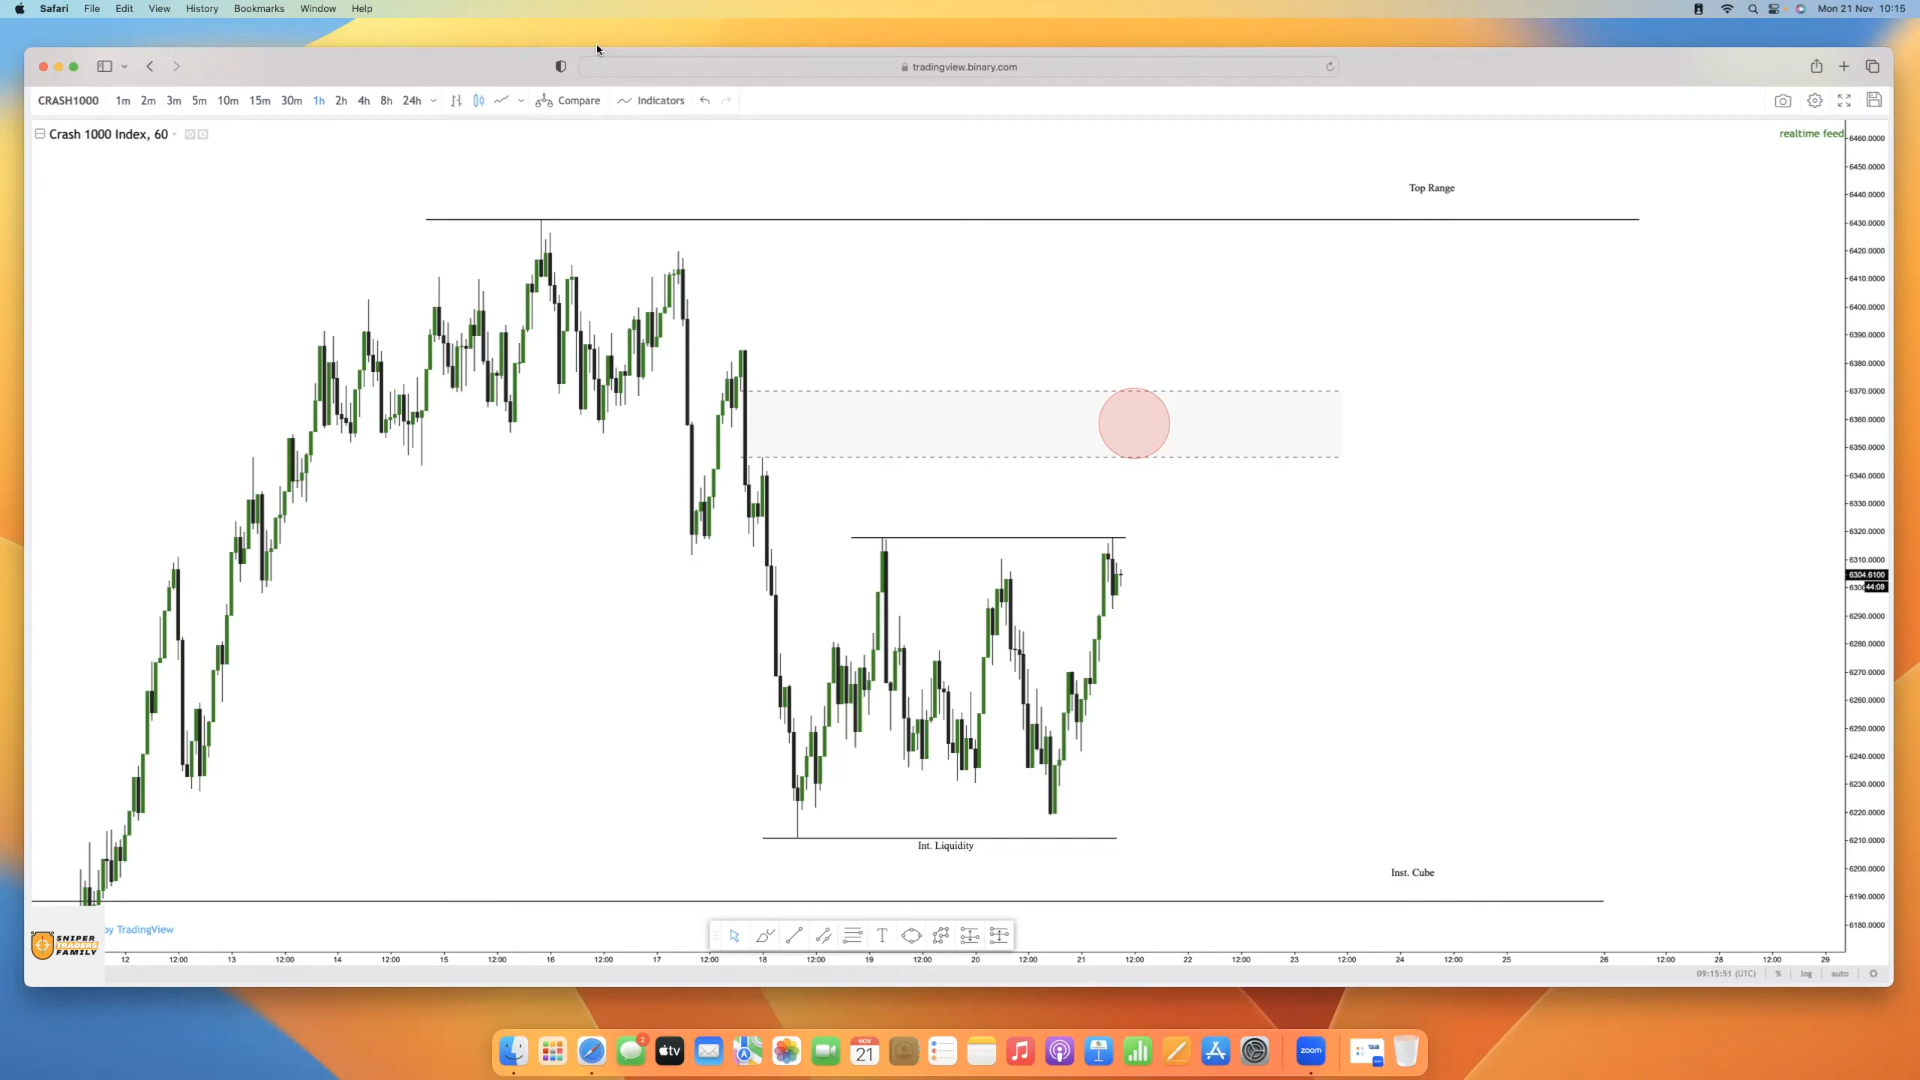 Safari File Edit View History Bookmarks Window Help Mon 21 Nov 10:15
tradingview.binary.com
CRASH1000 1m 2m 3m 5m 10m 15m 30m 1h 2h 4h 8h 24h Compare Indicators
Crash 1000 Index, 60
realtime feed
6460.0000
6450.0000
Top Range
6440.0000
6430.0000
6420.0000
6410.0000
6400.0000
6390.0000
6380.0000
6370.0000
6360.0000
6350.0000
6340.0000
6330.0000
6320.0000
6310.0000
6304.6100
44:08
6290.0000
6280.0000
6270.0000
6260.0000
6250.0000
6240.0000
6230.0000
6220.0000
6210.0000
Int. Liquidity
6200.0000
Inst. Cube
6190.0000
6180.0000
by TradingView
SNIPER
TRADERS
FAMILY
12 12:00 13 12:00 14 12:00 15 12:00 16 12:00 17 12:00 18 12:00 19 12:00 20 12:00 21 12:00 22 12:00 23 12:00 24 12:00 25 26 12:00 28 12:00 29
09:15:51 (UTC) % log auto
2
tv
NOV
21
zoom